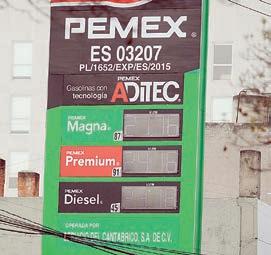 PEMEX®
ES 03207
PL/1652/EXP/ES/2015
Gasolinas con tecnología
PEMEX
ADiTEC®
PEMEX
Magna®
87
PEMEX
Premium®
91
PEMEX
Diesel®
45
OPERADA POR
DEL CANTABRICO, S.A. DE C.V.